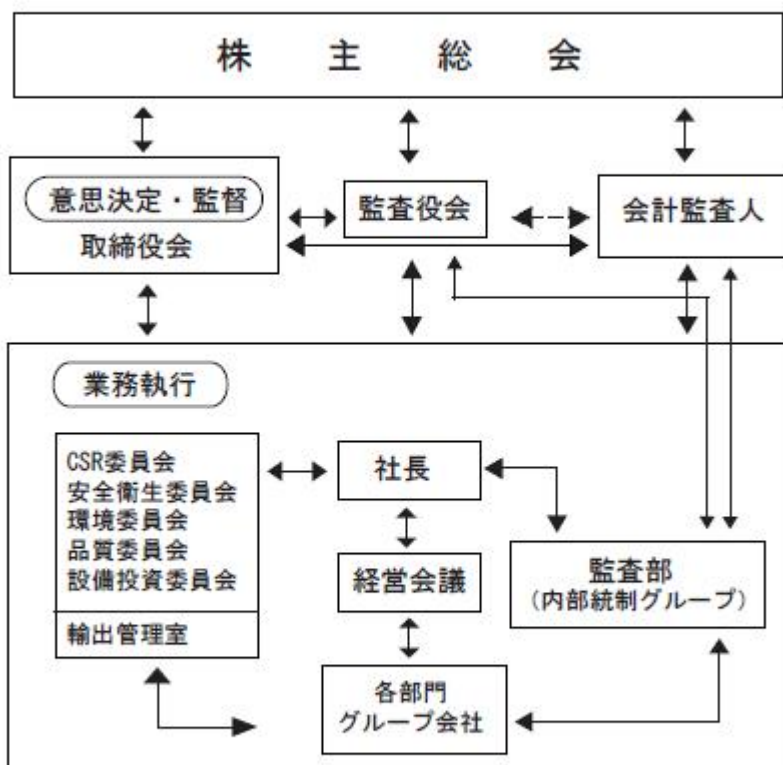 株主総会
意思決定・監督
取締役会
監査役会
会計監査人
業務執行
CSR委員会
安全衛生委員会
環境委員会
品質委員会
設備投資委員会
輸出管理室
社長
経営会議
各部門
グループ会社
監査部
(内部統制グループ)